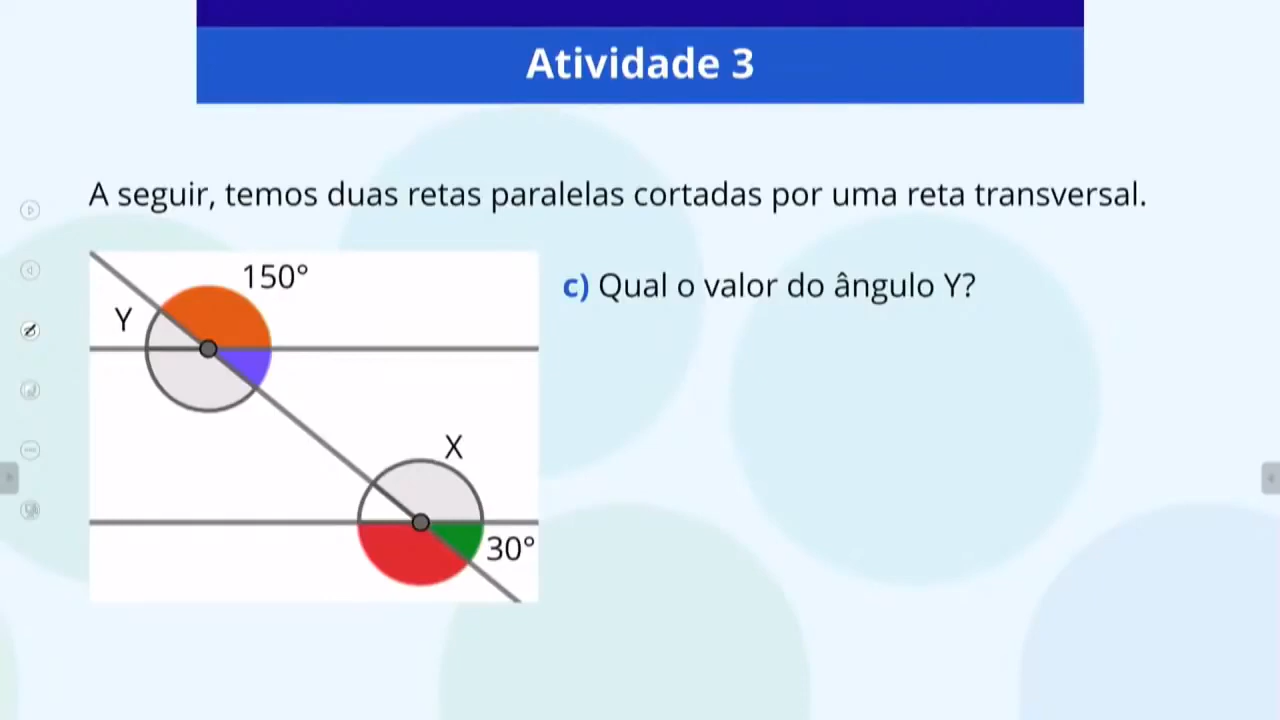 Atividade 3
A seguir, temos duas retas paralelas cortadas por uma reta transversal.
150°
c) Qual o valor do ângulo Y?
Y
X
30°